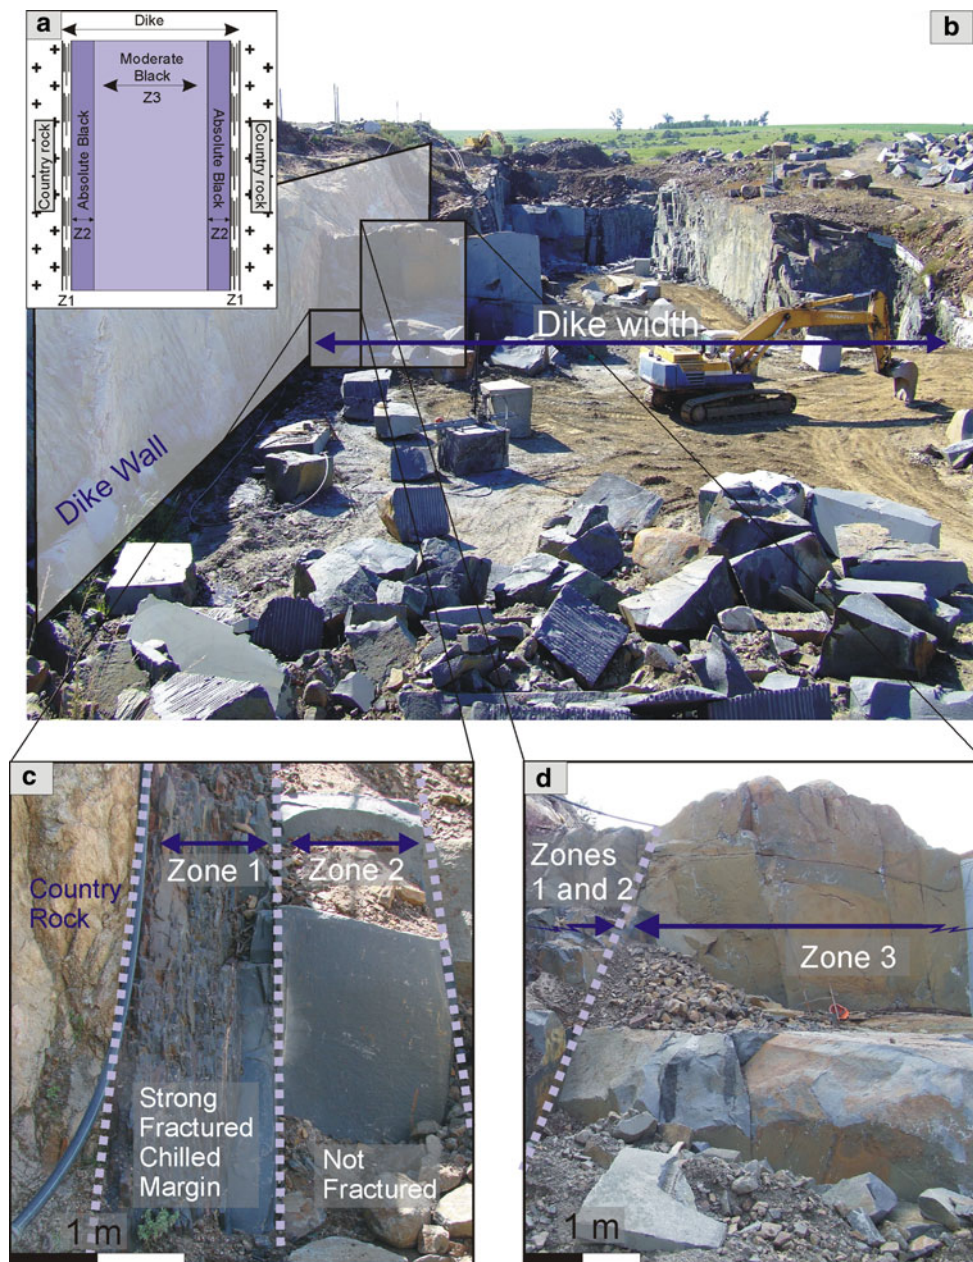 a
Dike
Moderate
Black
Z3
Country rock
Absolute Black
Absolute Black
Country rock
Z2
Z2
Z1
Z1
b
Dike width
Dike Wall
c
Zone 1
Zone 2
Country
Rock
Strong
Fractured
Chilled
Margin
Not
Fractured
1 m
d
Zones
1 and 2
Zone 3
1 m